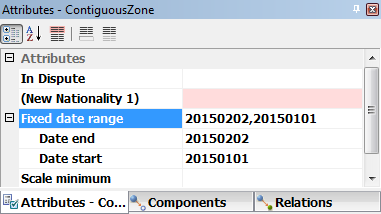 Attributes - ContiguousZone
Attributes
In Dispute
(New Nationality 1)
Fixed date range 20150202,20150101
Date end 20150202
Date start 20150101
Scale minimum
Attributes - Co... Components Relations